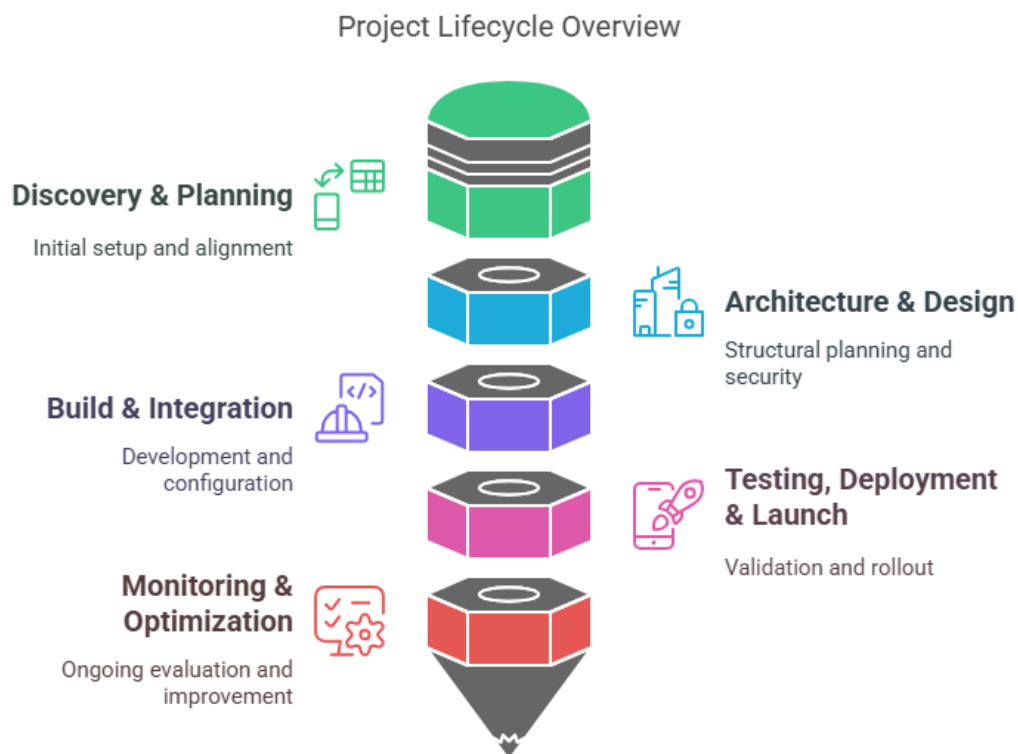 Project Lifecycle Overview
Discovery & Planning
Initial setup and alignment
Architecture & Design
Structural planning and
security
Build & Integration
Development and
configuration
Testing, Deployment
& Launch
Validation and rollout
Monitoring &
Optimization
Ongoing evaluation and
improvement